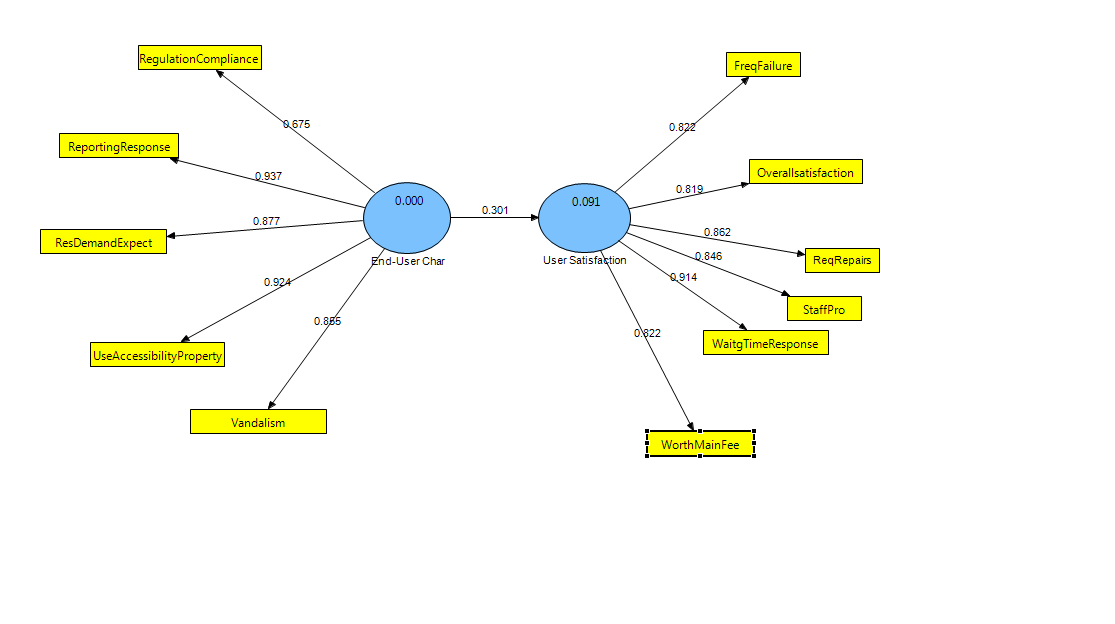 RegulationCompliance
FreqFailure
0.675
0.822
ReportingResponse
0.937
Overallsatisfaction
0.819
0.000
0.091
0.301
0.877
ResDemandExpect
0.862
0.846
ReqRepairs
End-User Char
User Satisfaction
0.914
0.924
StaffPro
0.855
0.822
WaitgTimeResponse
UseAccessibilityProperty
Vandalism
WorthMainFee